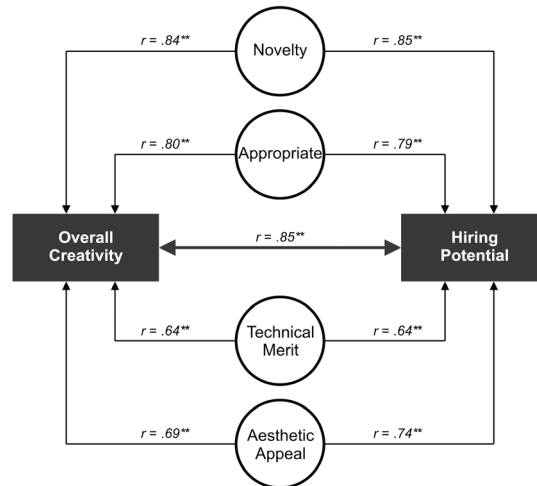 r = .84**
Novelty
r = .85**
r = .80**
Appropriate
r = .79**
Overall
Creativity
r = .85**
Hiring
Potential
r = .64**
Technical
Merit
r = .64**
r = .69**
Aesthetic
Appeal
r = .74**